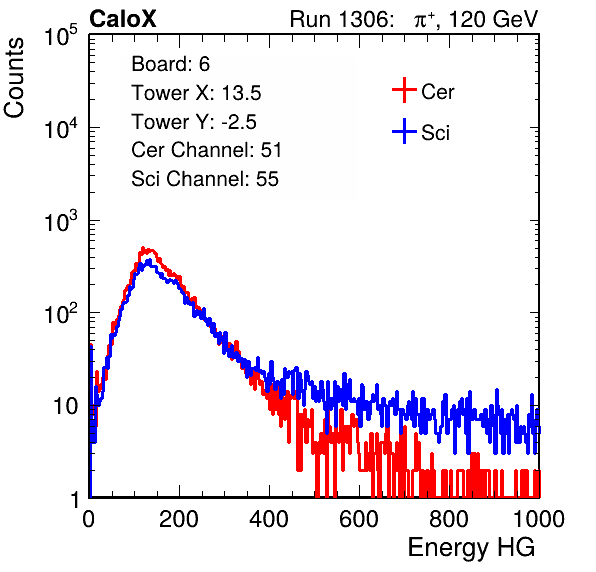 CaloX Run 1306: π⁺, 120 GeV
Board: 6
Tower X: 13.5
Tower Y: -2.5
Cer Channel: 51
Sci Channel: 55
Cer
Sci
Counts
10⁵
10⁴
10³
10²
10
1
0 200 400 600 800 1000
Energy HG